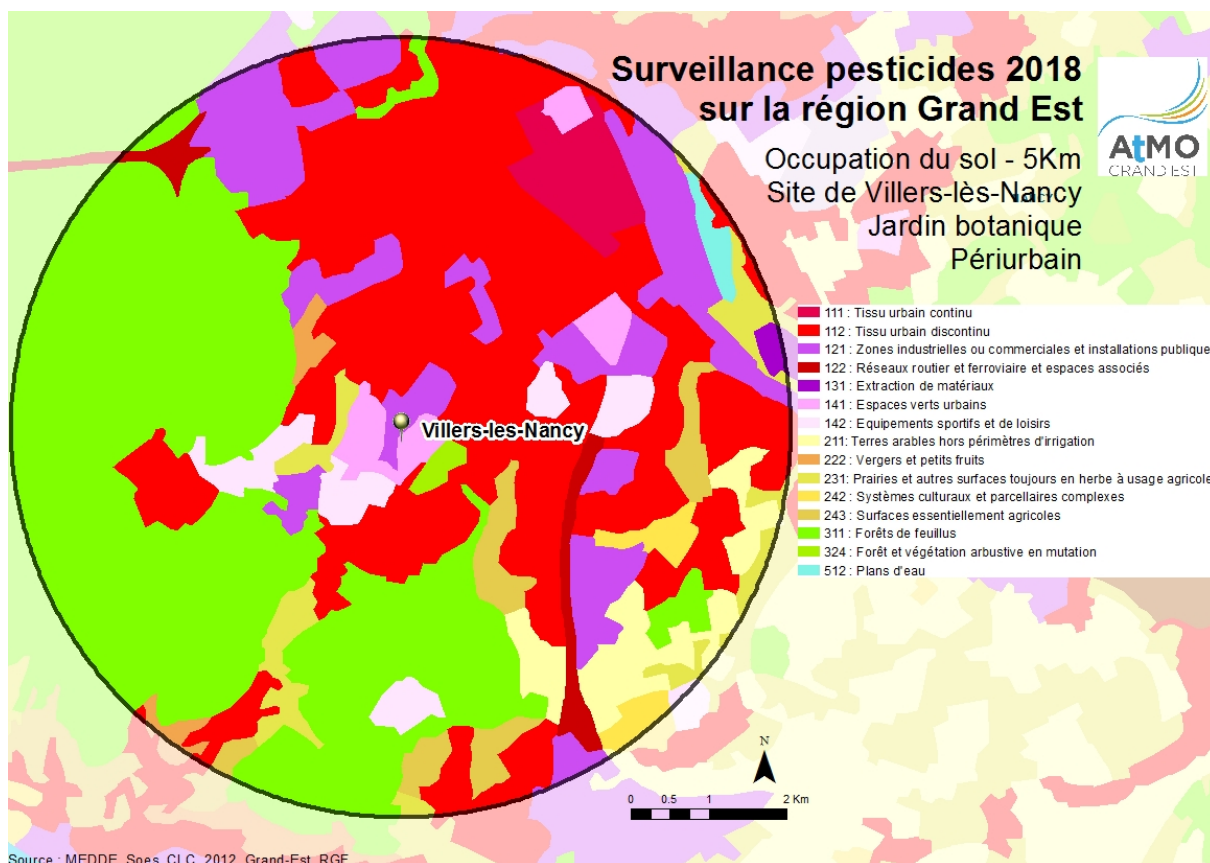 Surveillance pesticides 2018
sur la région Grand Est
AtMO
GRAND EST
Occupation du sol - 5Km
Site de Villers-lès-Nancy
Jardin botanique
Périurbain
111 : Tissu urbain continu
112 : Tissu urbain discontinu
121 : Zones industrielles ou commerciales et installations publique
122 : Réseaux routier et ferroviaire et espaces associés
131 : Extraction de matériaux
141 : Espaces verts urbains
142 : Equipements sportifs et de loisirs
211: Terres arables hors périmètres d'irrigation
222 : Vergers et petits fruits
231: Prairies et autres surfaces toujours en herbe à usage agricole
242 : Systèmes culturaux et parcellaires complexes
243 : Surfaces essentiellement agricoles
311 : Forêts de feuillus
324 : Forêt et végétation arbustive en mutation
512 : Plans d'eau
Villers-les-Nancy
N
0 0.5 1 2 Km
Source : MEDDE, Soes, CLC, 2012, Grand-Est, RGF